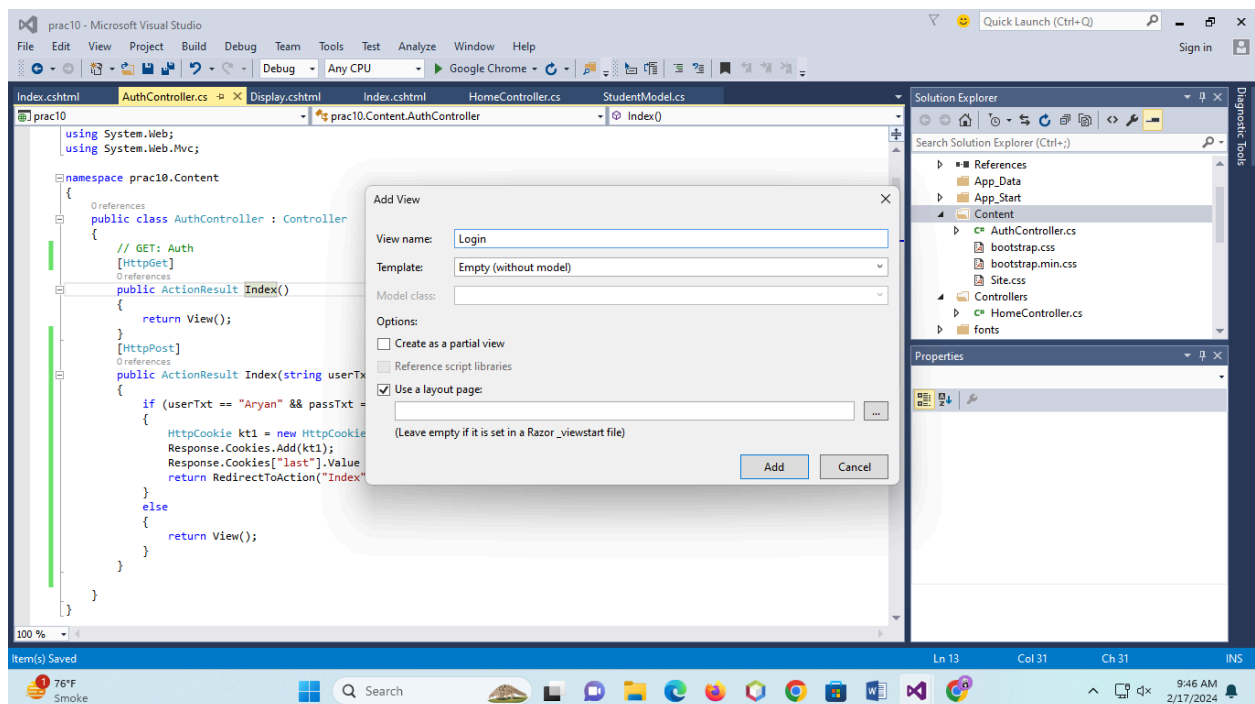 prac10 - Microsoft Visual Studio
Quick Launch (Ctrl+Q)
File Edit View Project Build Debug Team Tools Test Analyze Window Help
Sign in
Debug Any CPU Google Chrome
Index.cshtml AuthController.cs Display.cshtml Index.cshtml HomeController.cs StudentModel.cs
prac10 prac10.Content.AuthController Index()
using System.Web;
using System.Web.Mvc;
namespace prac10.Content
{
0 references
public class AuthController : Controller
{
// GET: Auth
[HttpGet]
0 references
public ActionResult Index()
{
return View();
}
[HttpPost]
0 references
public ActionResult Index(string userTx
{
if (userTxt == "Aryan" && passTxt =
{
HttpCookie kt1 = new HttpCookie
Response.Cookies.Add(kt1);
Response.Cookies["last"].Value
return RedirectToAction("Index"
}
else
{
return View();
}
}
}
}
100 %
Add View
View name: Login
Template: Empty (without model)
Model class:
Options:
Create as a partial view
Reference script libraries
Use a layout page:
...
(Leave empty if it is set in a Razor _viewstart file)
Add Cancel
Solution Explorer
Search Solution Explorer (Ctrl+;)
References
App_Data
App_Start
Content
C# AuthController.cs
bootstrap.css
bootstrap.min.css
Site.css
Controllers
C# HomeController.cs
fonts
Properties
Diagnostic Tools
Item(s) Saved Ln 13 Col 31 Ch 31 INS
1
76°F
Smoke
Search
9:46 AM
2/17/2024